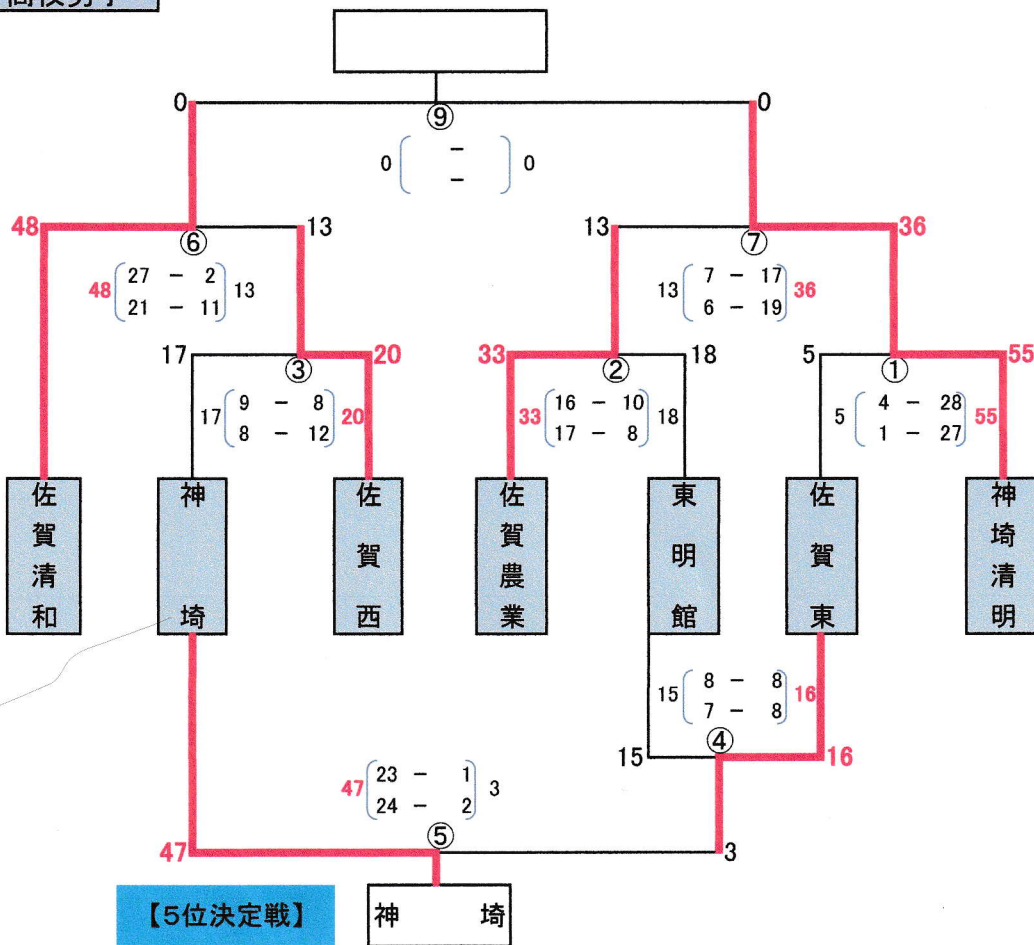 高校男子
0 0
⑨
0 - 0
-
48 13 13 36
⑥ ⑦
48 27 - 2 13
21 - 11
13 7 - 17 36
6 - 19
17 20 33 18 5 55
③ ② ①
17 9 - 8 20
8 - 12
33 16 - 10 18
17 - 8
5 4 - 28 55
1 - 27
佐賀清和
神埼
佐賀西
佐賀農業
東明館
佐賀東
神埼清明
15 8 - 8 16
7 - 8
④
15 16
47 23 - 1 3
24 - 2
⑤
47 3
【5位決定戦】
神 埼